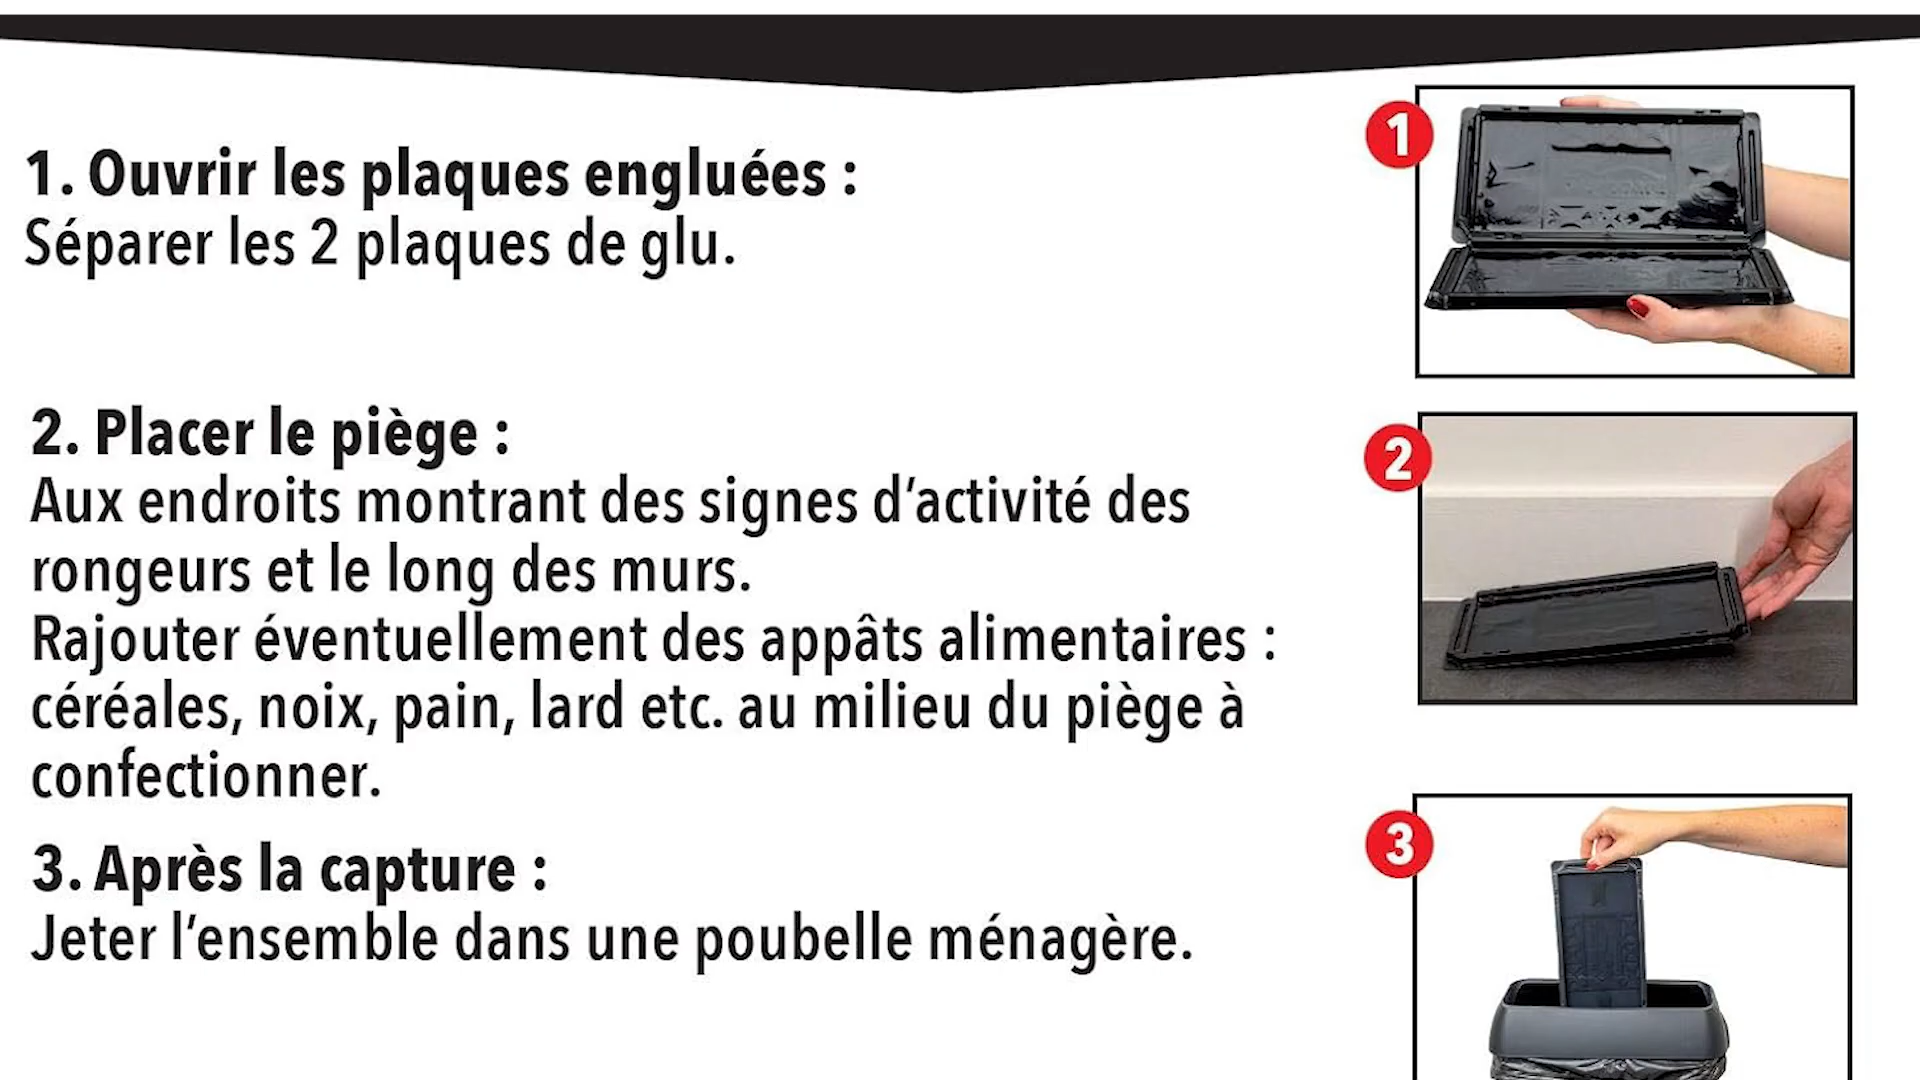 1. Ouvrir les plaques engluées :
Séparer les 2 plaques de glu.
2. Placer le piège :
Aux endroits montrant des signes d’activité des
rongeurs et le long des murs.
Rajouter éventuellement des appâts alimentaires :
céréales, noix, pain, lard etc. au milieu du piège à
confectionner.
3. Après la capture :
Jeter l’ensemble dans une poubelle ménagère.
1
2
3